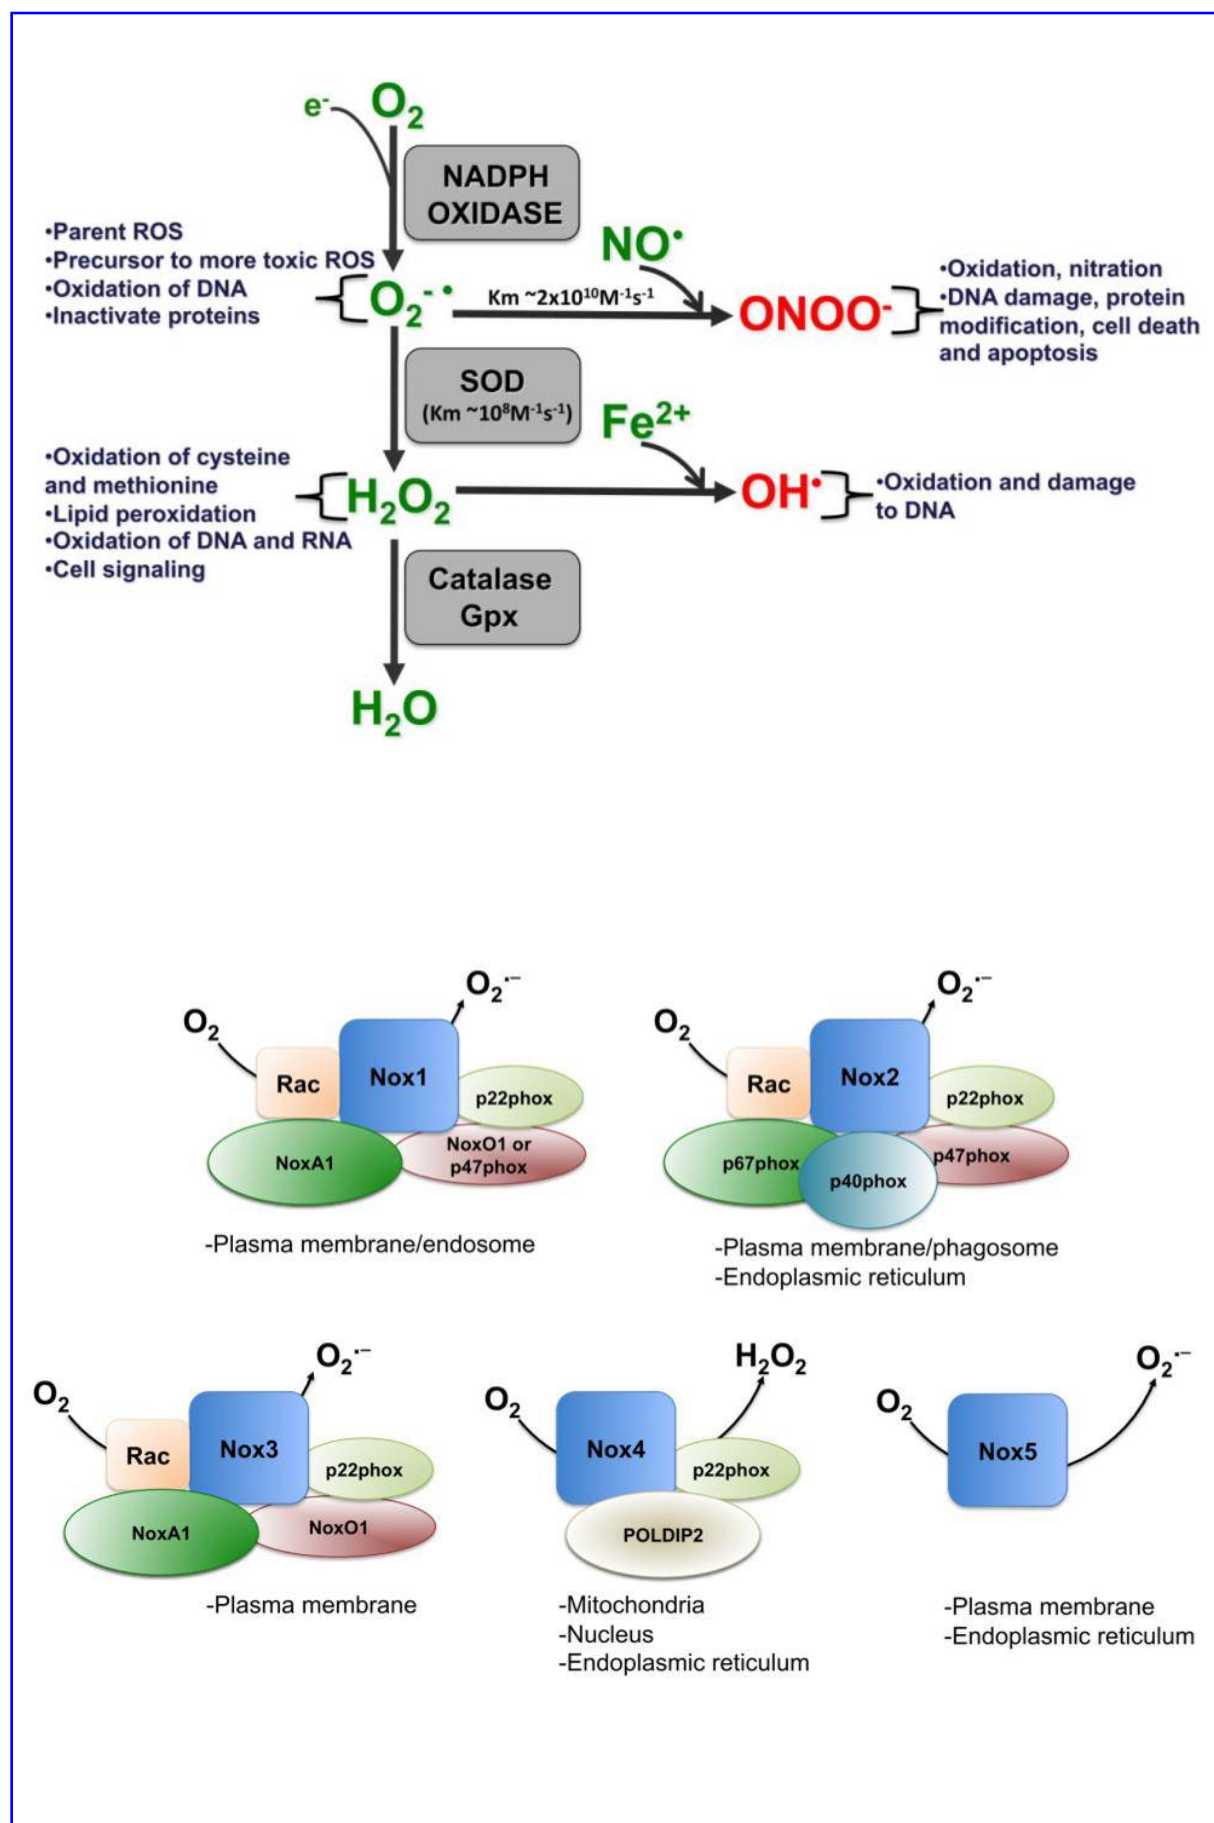 e⁻ O₂
NADPH
OXIDASE
•Parent ROS
•Precursor to more toxic ROS
•Oxidation of DNA
•Inactivate proteins
O₂⁻•
Km ~2x10¹⁰M⁻¹s⁻¹
NO•
ONOO⁻
•Oxidation, nitration
•DNA damage, protein
modification, cell death
and apoptosis
SOD
(Km ~10⁸M⁻¹s⁻¹)
Fe²⁺
•Oxidation of cysteine
and methionine
•Lipid peroxidation
•Oxidation of DNA and RNA
•Cell signaling
H₂O₂
OH•
•Oxidation and damage
to DNA
Catalase
Gpx
H₂O
O₂
O₂·–
Rac
Nox1
p22phox
NoxA1
NoxO1 or
p47phox
-Plasma membrane/endosome
O₂
O₂·–
Rac
Nox2
p22phox
p67phox
p40phox
p47phox
-Plasma membrane/phagosome
-Endoplasmic reticulum
O₂
O₂·–
Rac
Nox3
p22phox
NoxA1
NoxO1
-Plasma membrane
O₂
H₂O₂
Nox4
p22phox
POLDIP2
-Mitochondria
-Nucleus
-Endoplasmic reticulum
O₂
O₂·–
Nox5
-Plasma membrane
-Endoplasmic reticulum